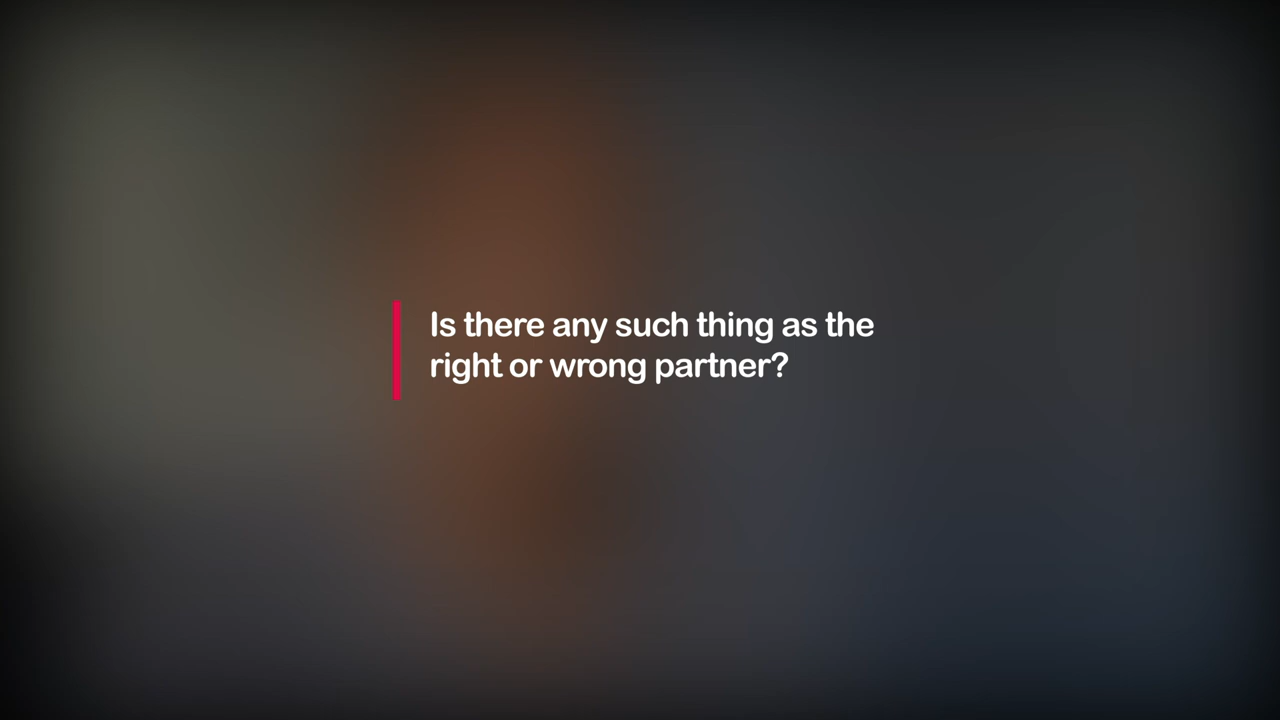 Is there any such thing as the
right or wrong partner?